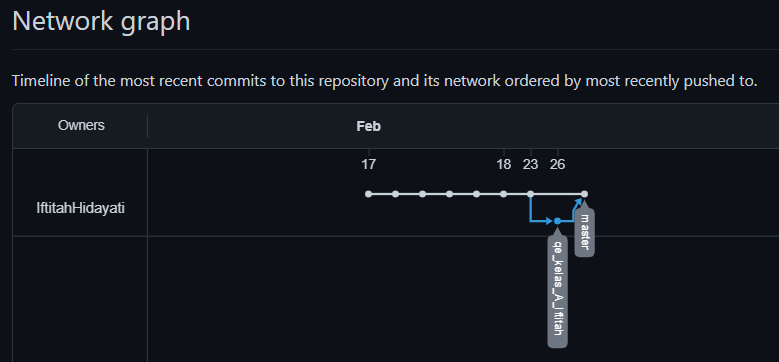 Network graph
Timeline of the most recent commits to this repository and its network ordered by most recently pushed to.
Owners
Feb
17
18
23
26
IftitahHidayati
master
qe_kelas_A_Iftitah